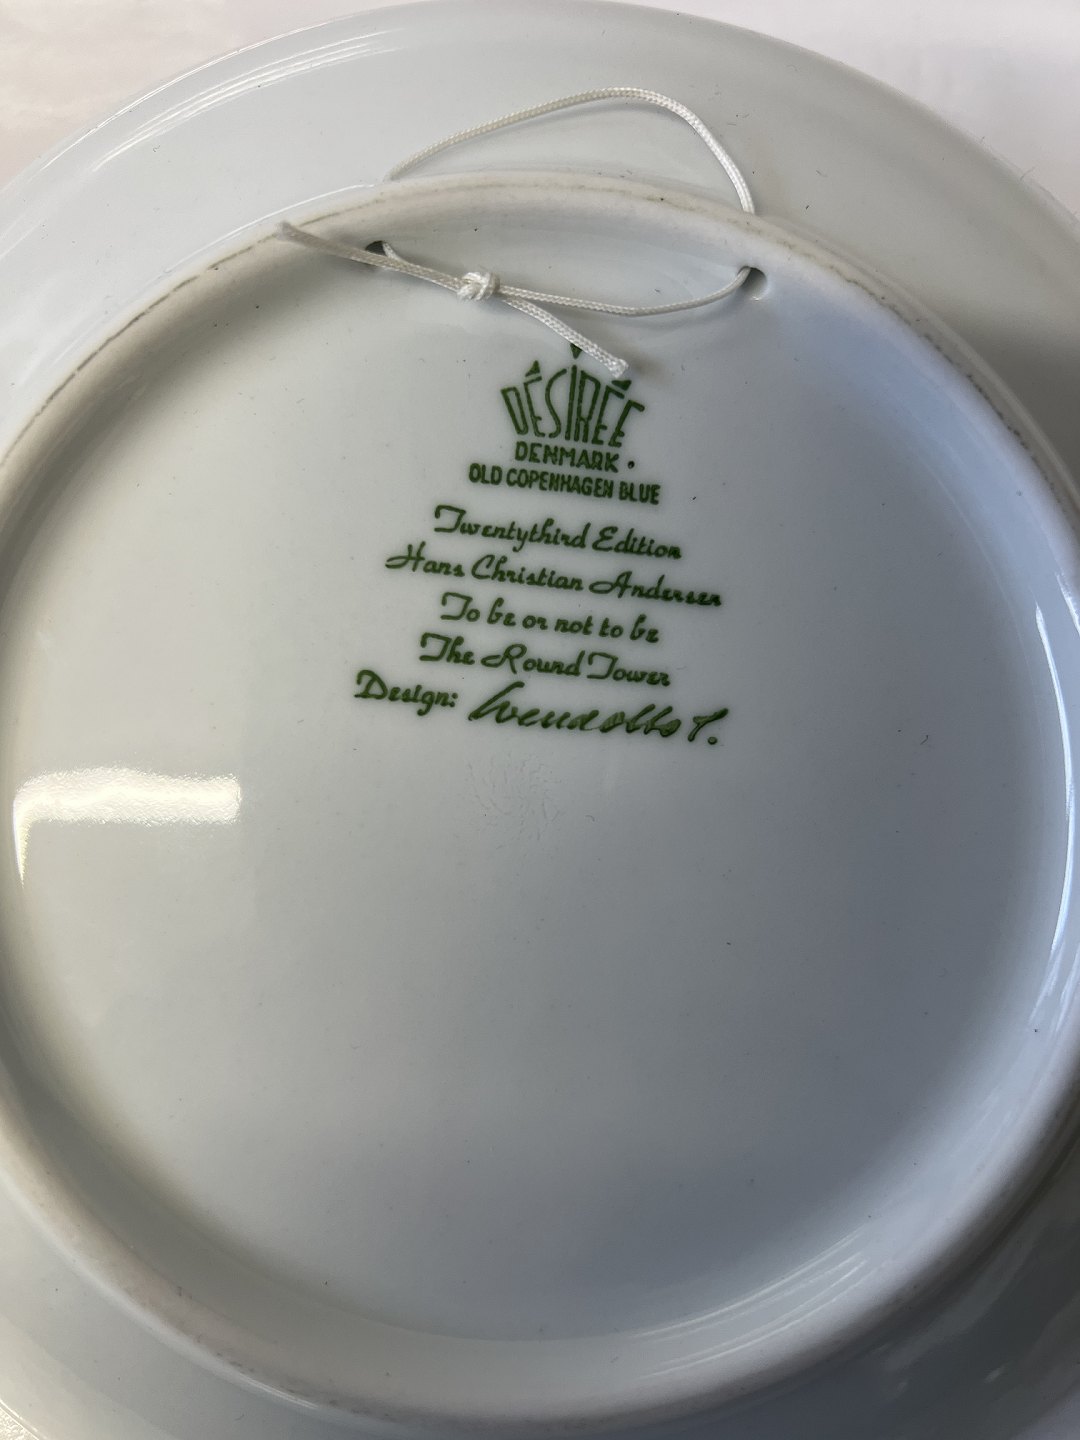 DÉSIRÉE
DENMARK.
OLD COPENHAGEN BLUE
Twentythird Edition
Hans Christian Andersen
To be or not to be
The Round Tower
Design: